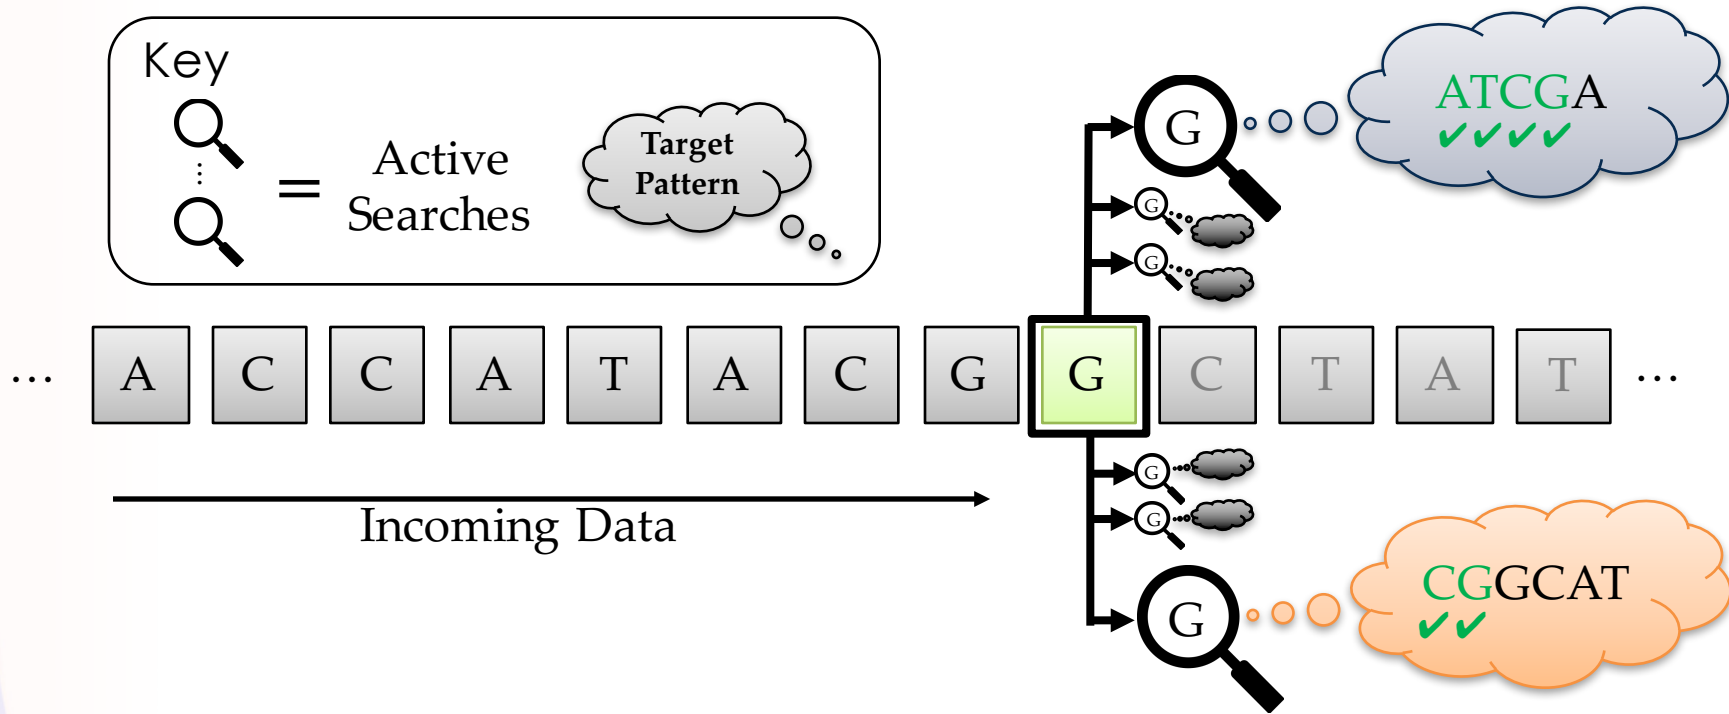 Key
⋮
=
Active
Searches
Target
Pattern
G
ATCGA
✔✔✔✔
G
G
... A C C A T A C G G C T A T ...
G
G
Incoming Data
G
CGGCAT
✔✔